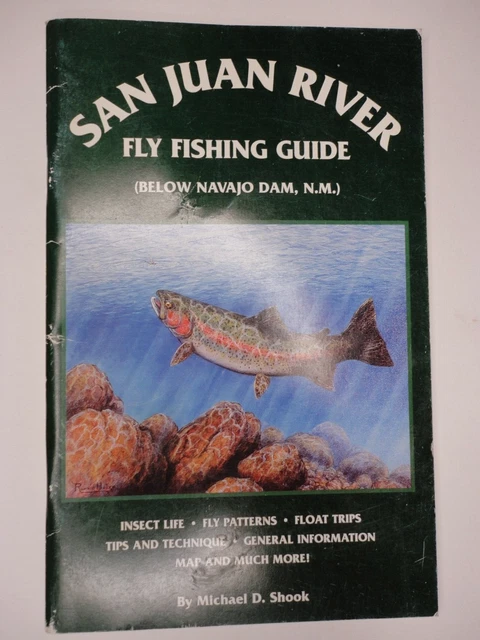 SAN JUAN RIVER
FLY FISHING GUIDE
(BELOW NAVAJO DAM, N.M.)
INSECT LIFE • FLY PATTERNS • FLOAT TRIPS
TIPS AND TECHNIQUE • GENERAL INFORMATION
MAP AND MUCH MORE!
By Michael D. Shook